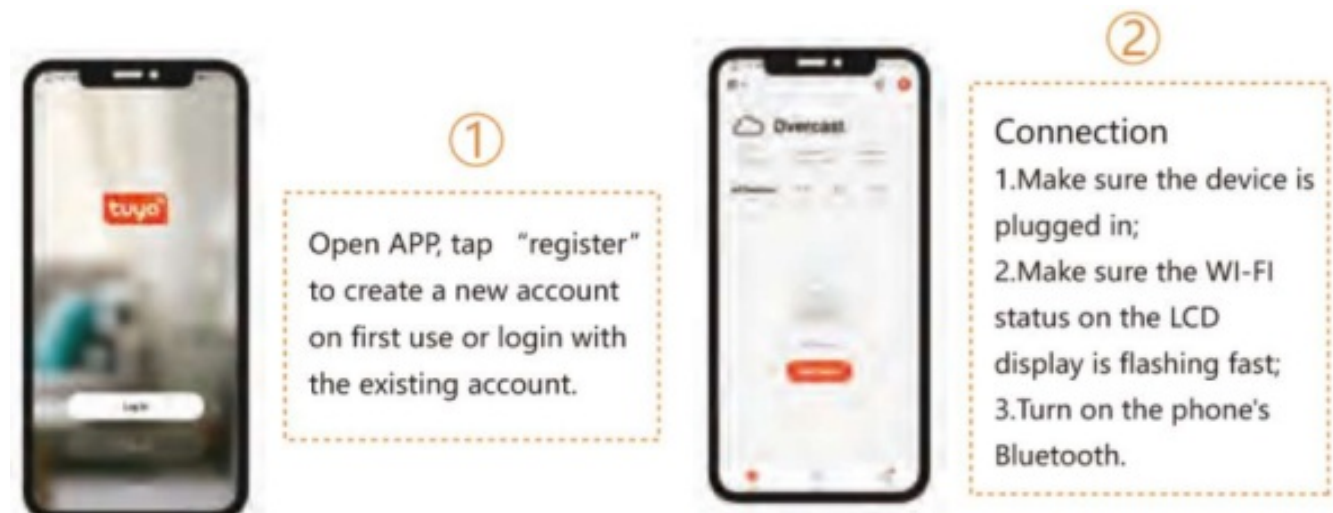 ①
Open APP, tap “register”
to create a new account
on first use or login with
the existing account.
tuya
Log In
②
Connection
1.Make sure the device is
plugged in;
2.Make sure the WI-FI
status on the LCD
display is flashing fast;
3.Turn on the phone's
Bluetooth.
Overcast